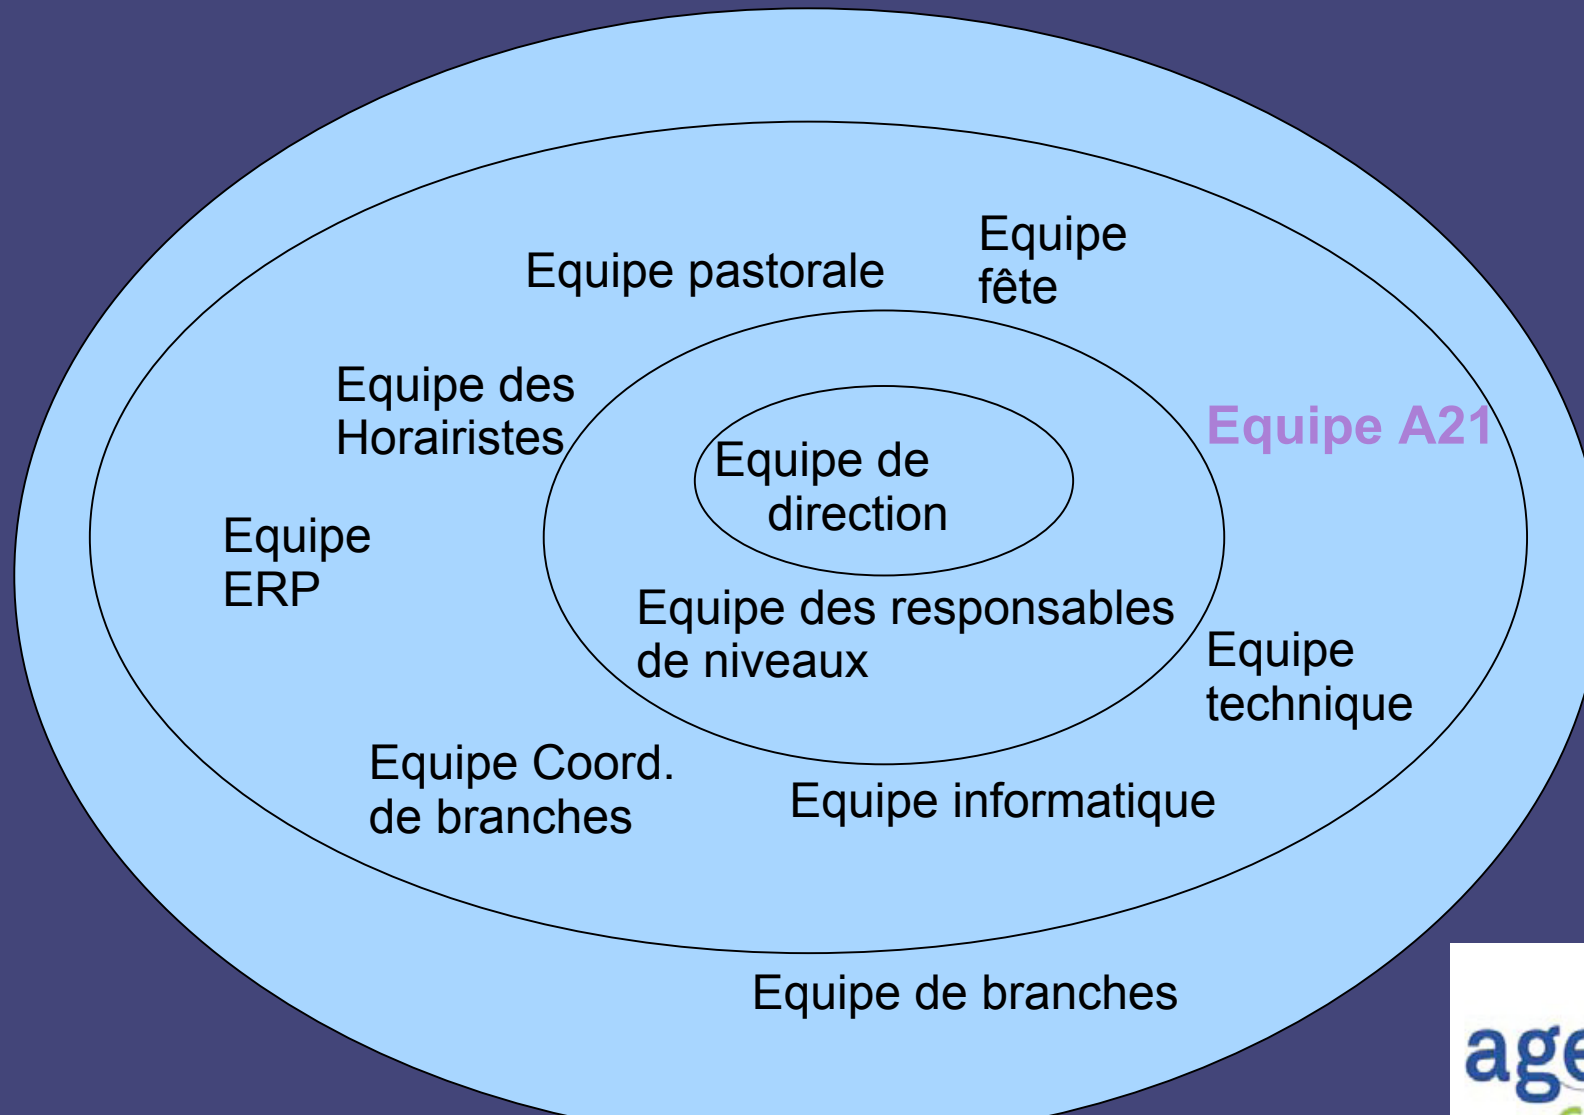 Equipe
fête
Equipe pastorale
Equipe des
Horairistes
Equipe A21
Equipe de
direction
Equipe
ERP
Equipe des responsables
de niveaux
Equipe
technique
Equipe Coord.
de branches
Equipe informatique
Equipe de branches